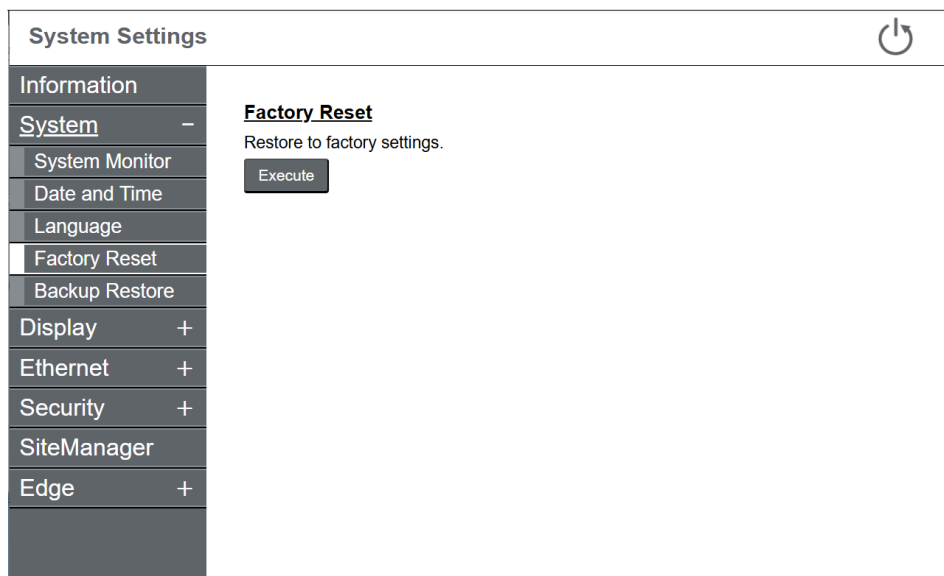 System Settings
Information
System −
System Monitor
Date and Time
Language
Factory Reset
Backup Restore
Display +
Ethernet +
Security +
SiteManager
Edge +
Factory Reset
Restore to factory settings.
Execute